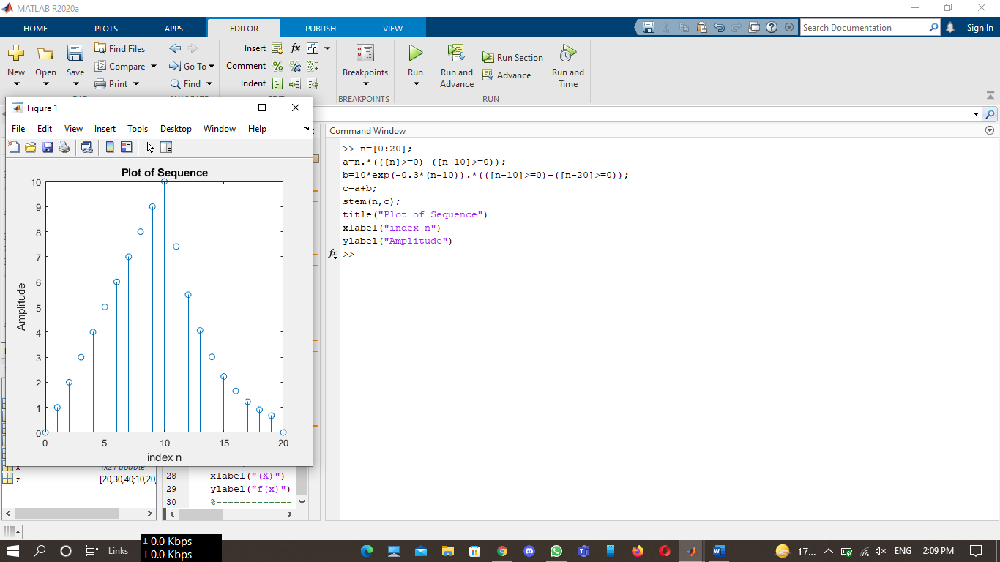 MATLAB R2020a
HOME PLOTS APPS EDITOR PUBLISH VIEW
Search Documentation
Sign In
New
Open
Save
Find Files
Compare
Print
Go To
Find
Insert
fx
Comment
Indent
Breakpoints
Run
Run and
Advance
Run Section
Advance
Run and
Time
BREAKPOINTS
RUN
Figure 1
File Edit View Insert Tools Desktop Window Help
Plot of Sequence
10
9
8
7
6
5
4
3
2
1
0
Amplitude
0 5 10 15 20
index n
Command Window
>> n=[0:20];
a=n.*(([n]>=0)-([n-10]>=0));
b=10*exp(-0.3*(n-10)).*(([n-10]>=0)-([n-20]>=0));
c=a+b;
stem(n,c);
title("Plot of Sequence")
xlabel("index n")
ylabel("Amplitude")
fx >>
z [20,30,40;10,20,
28 xlabel("(X)")
29 ylabel("f(x)")
30 %-------------
Links
↓ 0.0 Kbps
↑ 0.0 Kbps
17...
ENG
2:09 PM